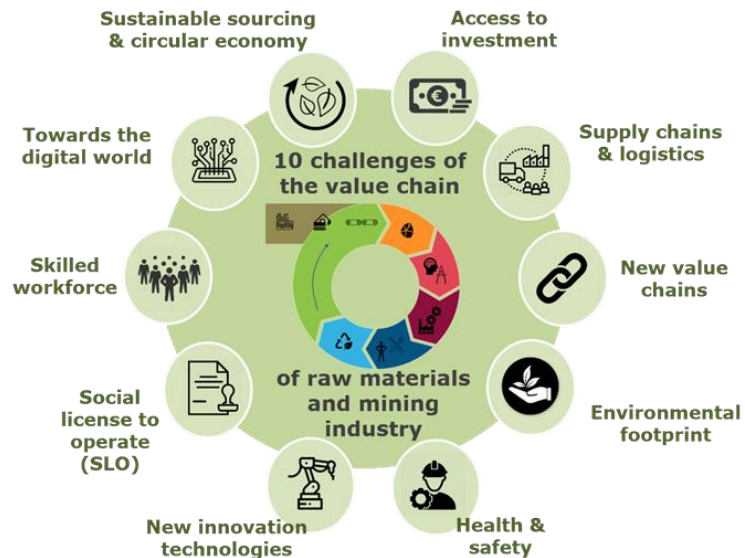 Sustainable sourcing
& circular economy
Access to
investment
Towards the
digital world
10 challenges of
the value chain
Supply chains
& logistics
Skilled
workforce
New value
chains
Social
license to
operate
(SLO)
of raw materials
and mining
industry
Environmental
footprint
New innovation
technologies
Health &
safety